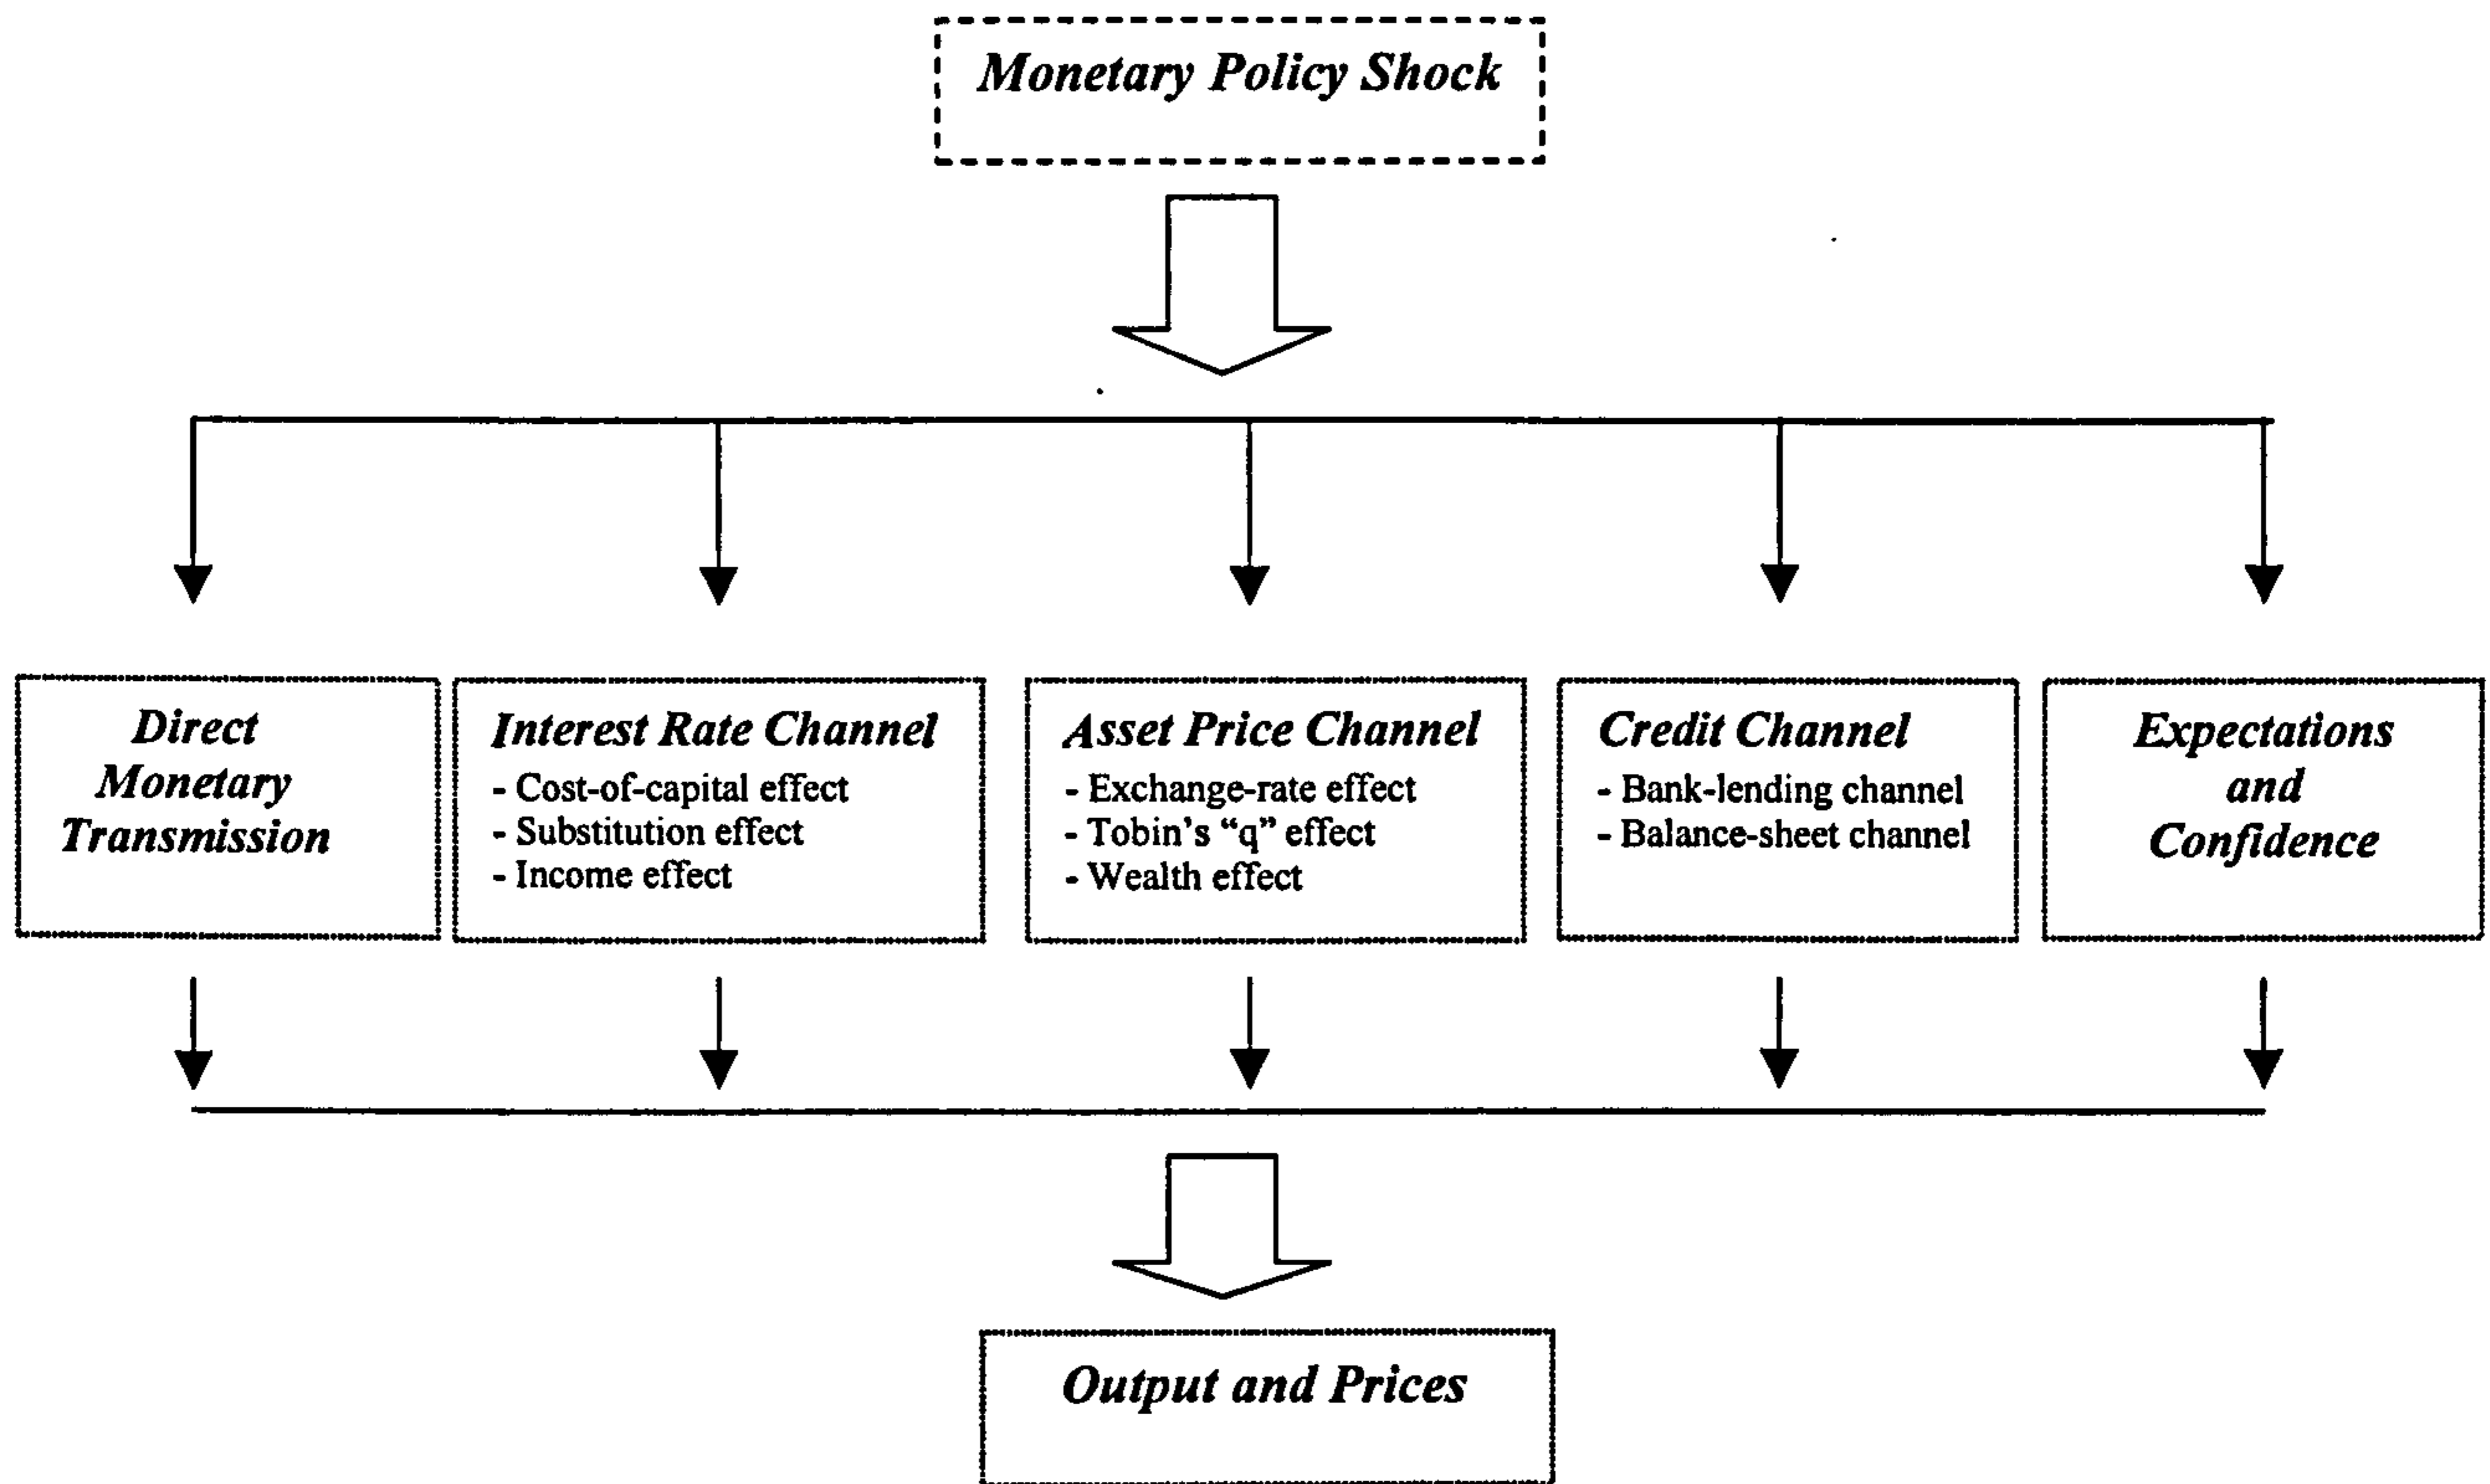 Monetary Policy Shock
Direct
Monetary
Transmission
Interest Rate Channel
- Cost-of-capital effect
- Substitution effect
- Income effect
Asset Price Channel
- Exchange-rate effect
- Tobin's “q” effect
- Wealth effect
Credit Channel
- Bank-lending channel
- Balance-sheet channel
Expectations
and
Confidence
Output and Prices